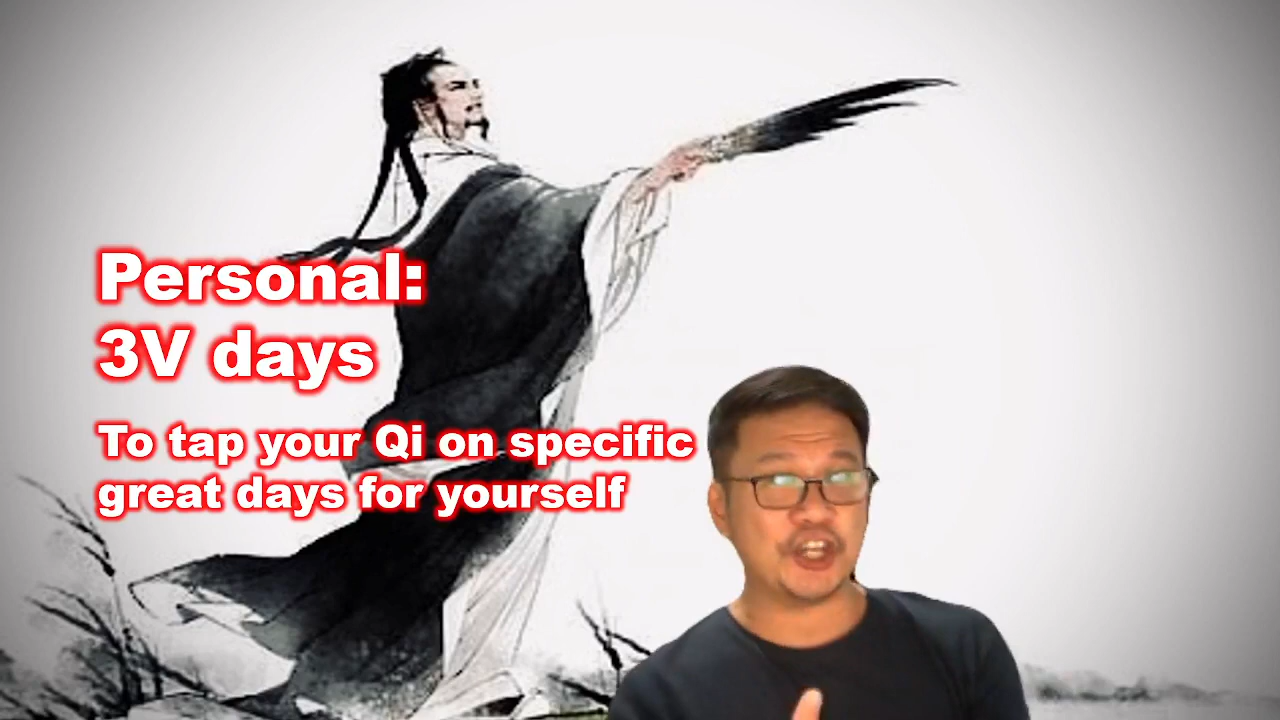 Personal:
3V days
To tap your Qi on specific
great days for yourself